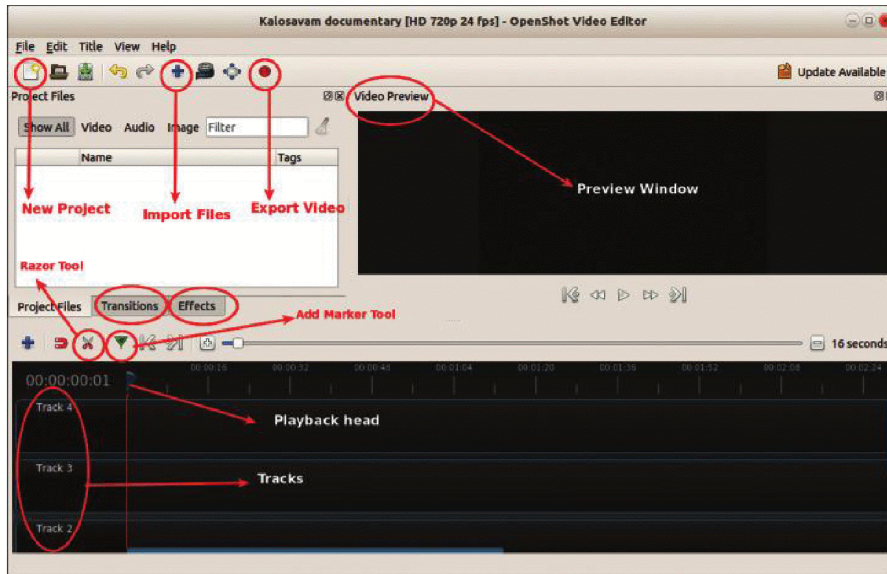 Kalosavam documentary [HD 720p 24 fps] - OpenShot Video Editor
File Edit Title View Help
Update Available
Project Files
Video Preview
Show All Video Audio Image Filter
Name Tags
Preview Window
New Project
Import Files
Export Video
Razor Tool
Project Files Transitions Effects
Add Marker Tool
16 seconds
00:00:00:01
00:00:16 00:00:32 00:00:48 00:01:04 00:01:20 00:01:36 00:01:52 00:02:08 00:02:24
Track 4
Playback head
Track 3
Tracks
Track 2